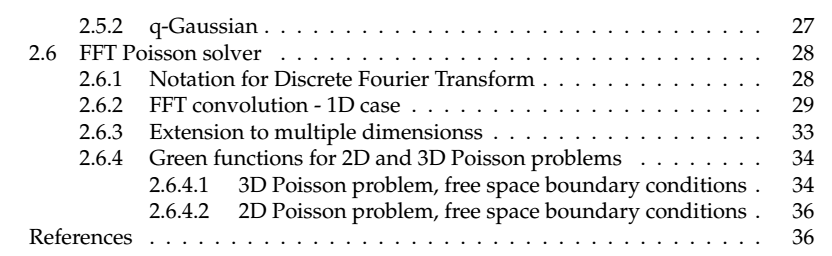 2.5.2 q-Gaussian . . . . . . . . . . . . . . . . . . . . . . . . . . . . . . . 27
2.6 FFT Poisson solver . . . . . . . . . . . . . . . . . . . . . . . . . . . . . . . 28
2.6.1 Notation for Discrete Fourier Transform . . . . . . . . . . . . . . 28
2.6.2 FFT convolution - 1D case . . . . . . . . . . . . . . . . . . . . . . 29
2.6.3 Extension to multiple dimensionss . . . . . . . . . . . . . . . . . 33
2.6.4 Green functions for 2D and 3D Poisson problems . . . . . . . . 34
2.6.4.1 3D Poisson problem, free space boundary conditions . 34
2.6.4.2 2D Poisson problem, free space boundary conditions . 36
References . . . . . . . . . . . . . . . . . . . . . . . . . . . . . . . . . . . 36